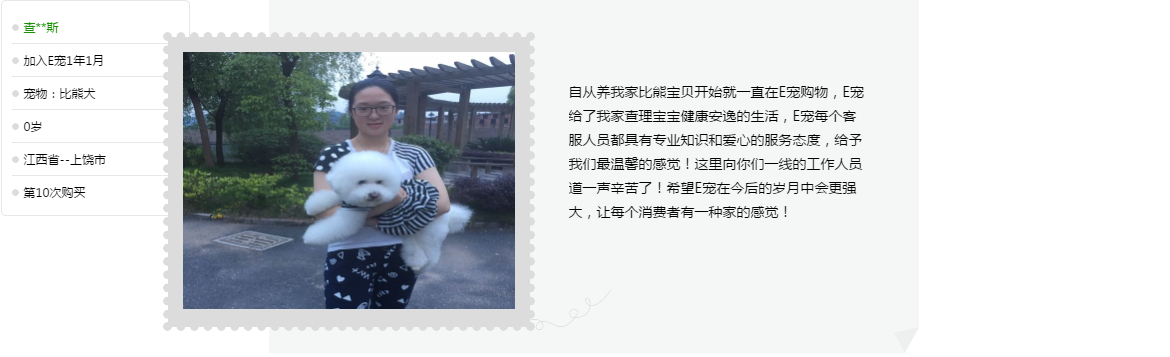 查**斯
加入E宠1年1月
宠物：比熊犬
0岁
江西省--上饶市
第10次购买
自从养我家比熊宝贝开始就一直在E宠购物，E宠
给了我家查理宝宝健康安逸的生活，E宠每个客
服人员都具有专业知识和爱心的服务态度，给予
我们最温馨的感觉！这里向你们一线的工作人员
道一声辛苦了！希望E宠在今后的岁月中会更强
大，让每个消费者有一种家的感觉！